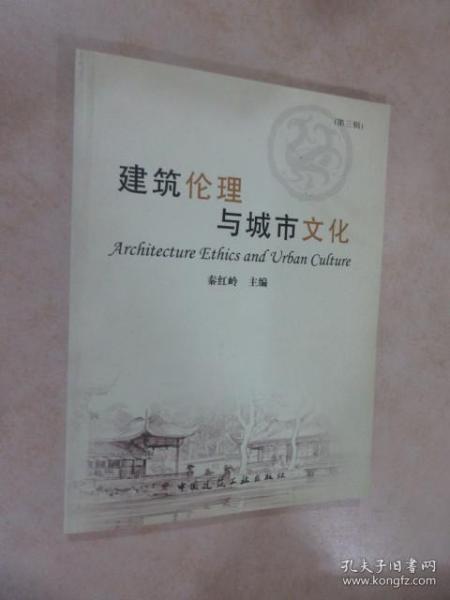 (第三辑)
建筑伦理
与城市文化
Architecture Ethics and Urban Culture
秦红岭 主编
中国建筑工业出版社
孔夫子旧书网
www.kongfz.com